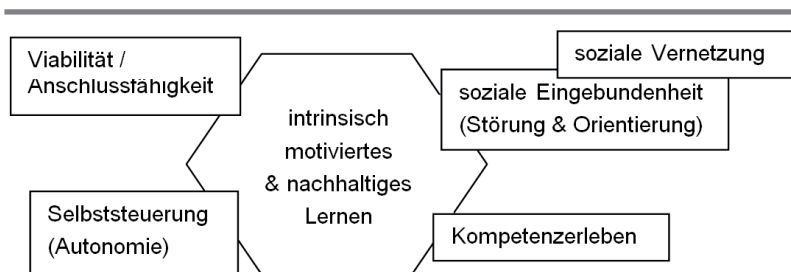 Viabilität /
Anschlussfähigkeit
soziale Vernetzung
soziale Eingebundenheit
(Störung & Orientierung)
intrinsisch
motiviertes
& nachhaltiges
Lernen
Selbststeuerung
(Autonomie)
Kompetenzerleben